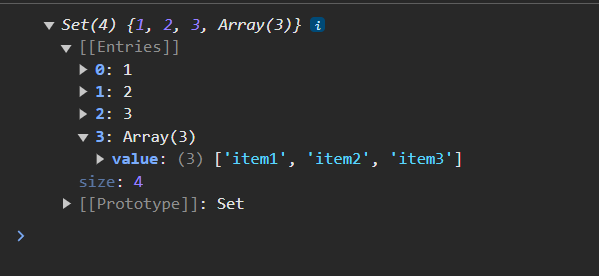 Set(4) {1, 2, 3, Array(3)} i
[[Entries]]
0: 1
1: 2
2: 3
3: Array(3)
value: (3) ['item1', 'item2', 'item3']
size: 4
[[Prototype]]: Set